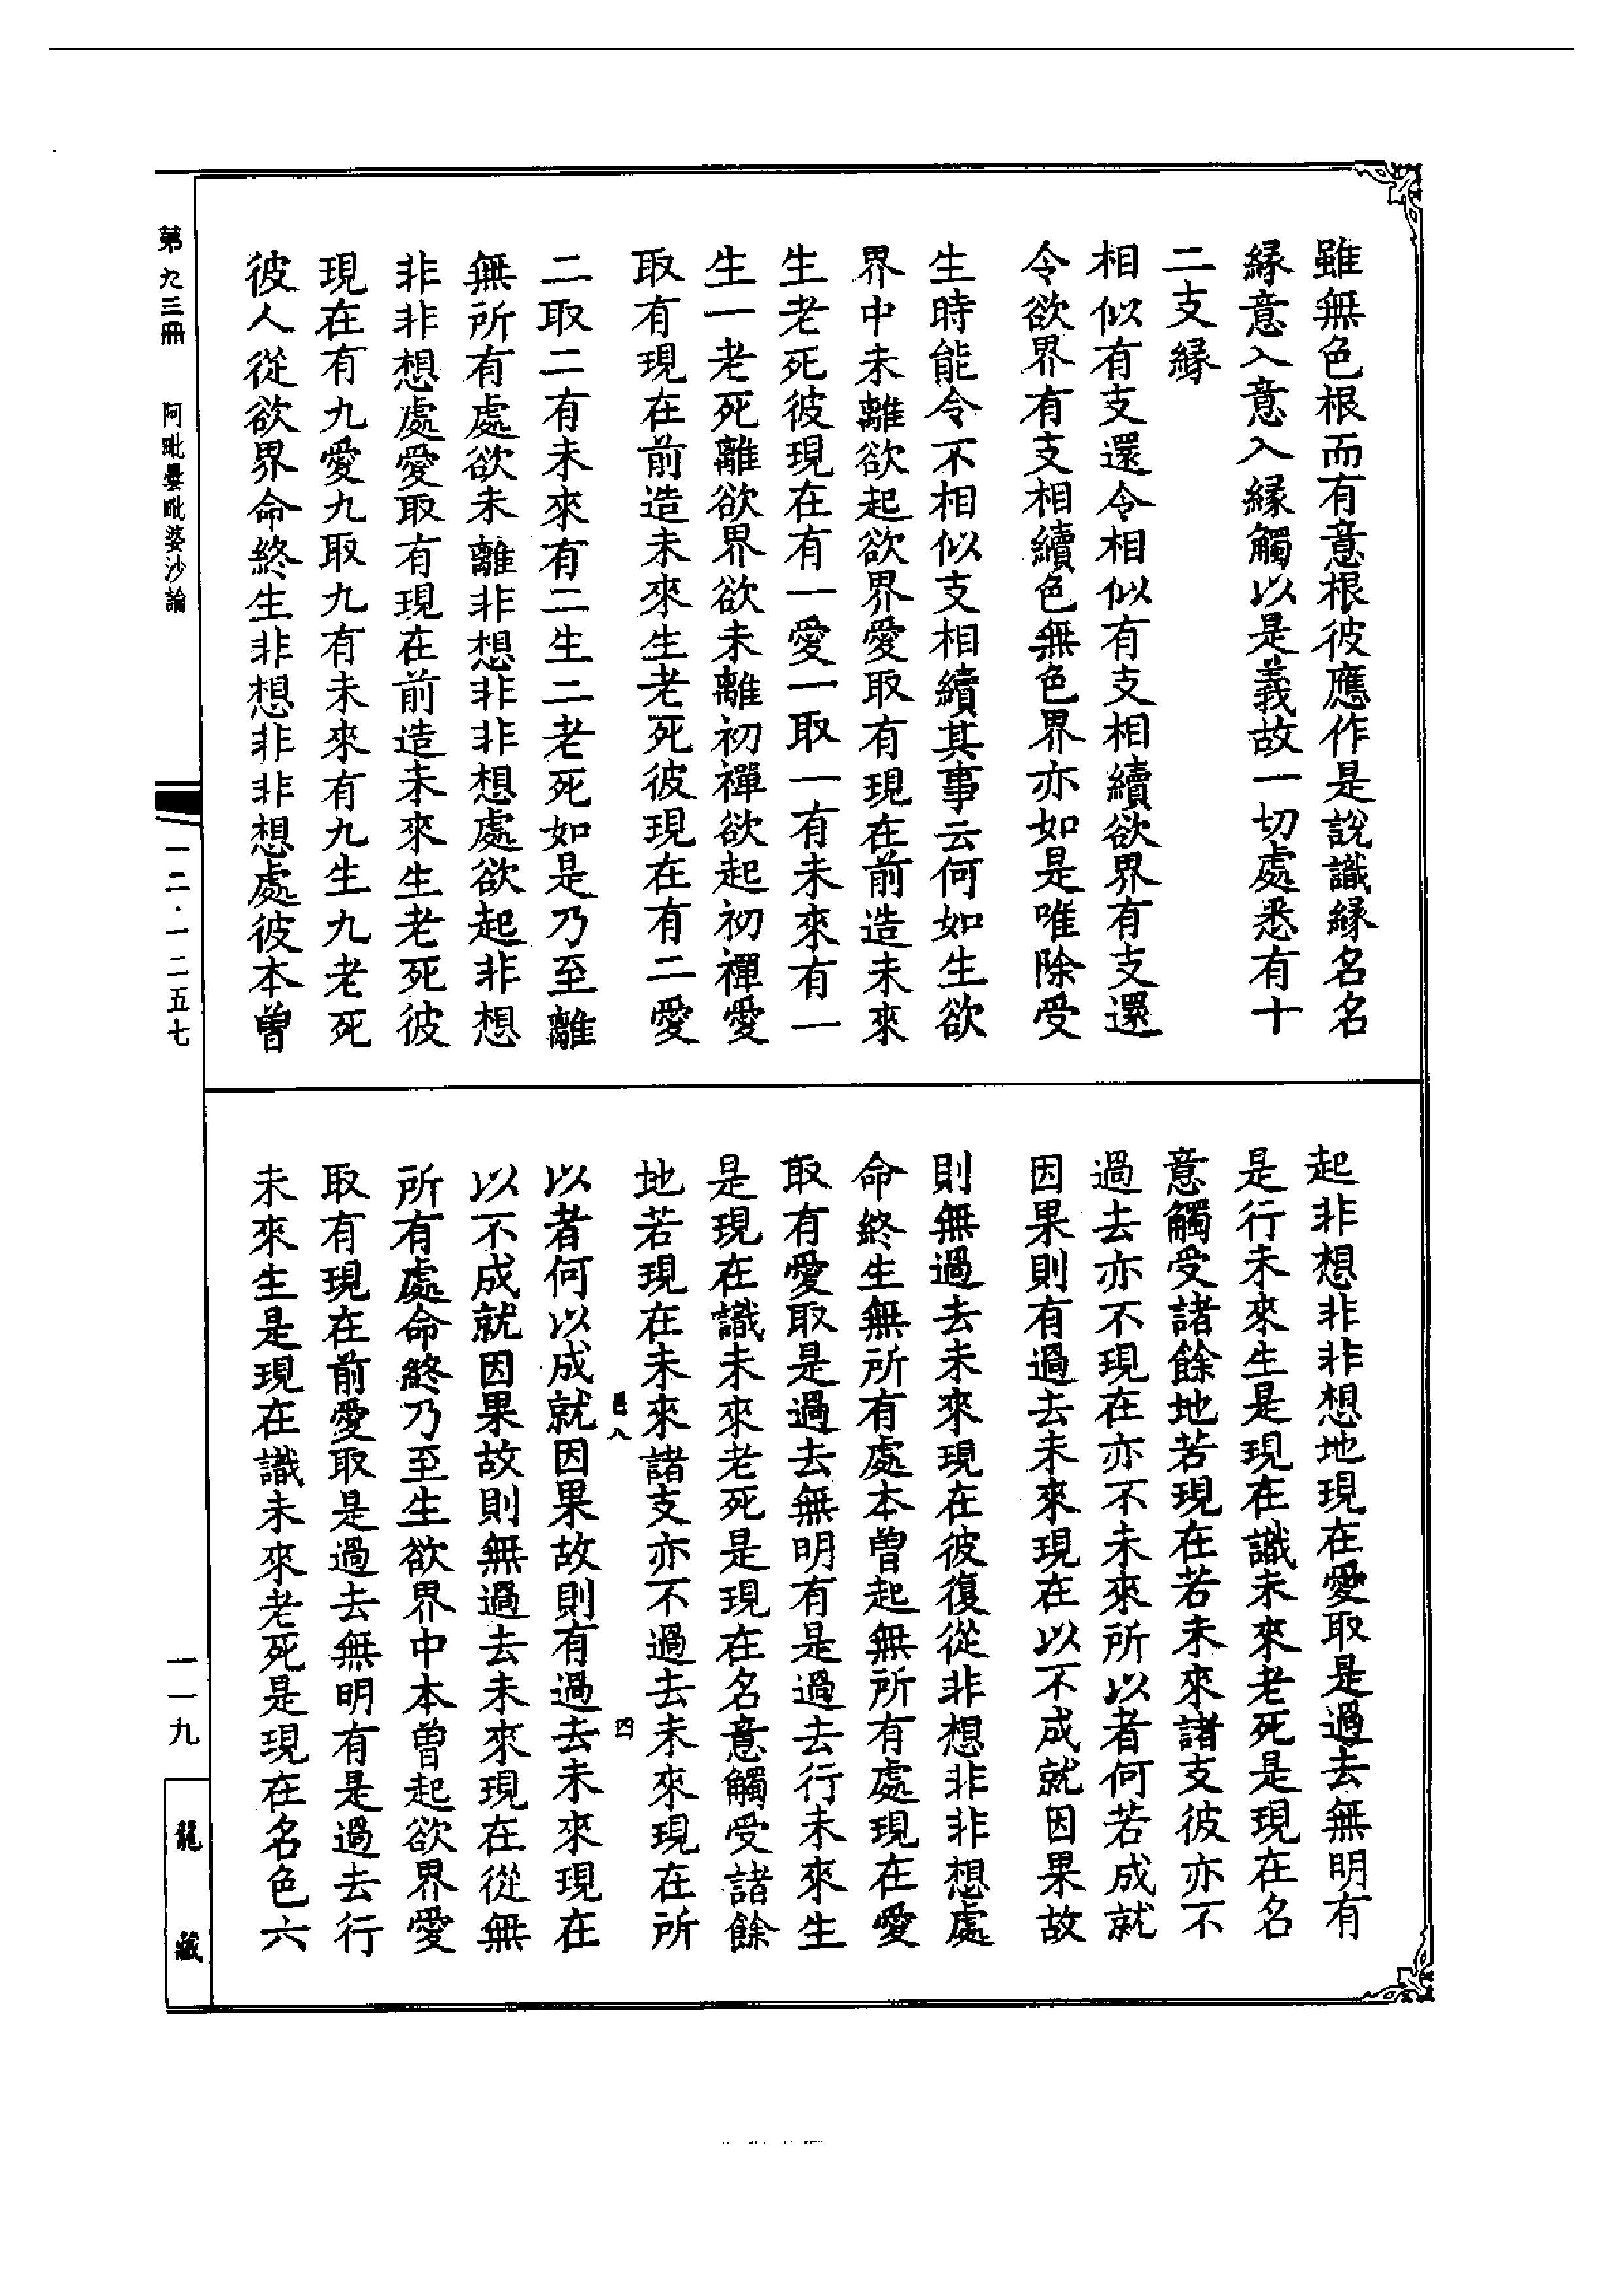 雖無色根而有意根彼應作是說識緣名名
緣意入意入緣觸以是義故一切處悉有十
二支緣
相似有支還令相似有支相續欲界有支還
令欲界有支相續色無色界亦如是唯除受
生時能令不相似支相續其事云何如生欲
界中未離欲起欲界愛取有現在前造未來
生老死彼現在有一愛一取一有未來有一
生一老死離欲界欲未離初禪欲起初禪愛
取有現在前造未來生老死彼現在有二愛
二取二有未來有二生二老死如是乃至離
無所有處欲未離非想非非想處欲起非想
非非想處愛取有現在前造未來生老死彼
現在有九愛九取九有未來有九生九老死
彼人從欲界命終生非想非非想處彼本曾
起非想非非想地現在愛取是過去無明有
是行未來生是現在識未來老死是現在名
意觸受諸餘地若現在若未來諸支彼亦不
過去亦不現在亦不未來所以者何若成就
因果則有過去未來現在以不成就因果故
則無過去未來現在彼復從非想非非想處
命終生無所有處本曾起無所有處現在愛
取有愛取是過去無明有是過去行未來生
是現在識未來老死是現在名意觸受諸餘
地若現在未來諸支亦不過去未來現在所
以者何以成就因果故則有過去未來現在
以不成就因果故則無過去未來現在從無
所有處命終乃至生欲界中本曾起欲界愛
取有現在前愛取是過去無明有是過去行
未來生是現在識未來老死是現在名色六
八 四
第九三冊 阿毗曇毗婆沙論
一二·一二五七
一一九
龍藏